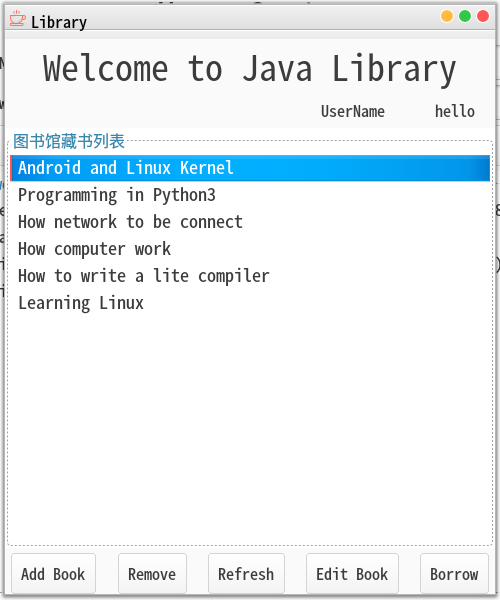 Library
Welcome to Java Library
UserName hello
图书馆藏书列表
Android and Linux Kernel
Programming in Python3
How network to be connect
How computer work
How to write a lite compiler
Learning Linux
Add Book Remove Refresh Edit Book Borrow